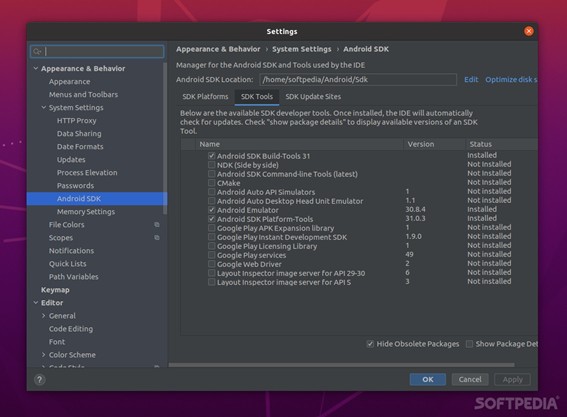 Settings
Appearance & Behavior › System Settings › Android SDK
Manager for the Android SDK and Tools used by the IDE
Android SDK Location: /home/softpedia/Android/Sdk Edit Optimize disk s
SDK Platforms SDK Tools SDK Update Sites
Below are the available SDK developer tools. Once installed, the IDE will automatically
check for updates. Check "show package details" to display available versions of an SDK
Tool.
Appearance & Behavior
Appearance
Menus and Toolbars
System Settings
HTTP Proxy
Data Sharing
Date Formats
Updates
Process Elevation
Passwords
Android SDK
Memory Settings
File Colors
Scopes
Notifications
Quick Lists
Path Variables
Keymap
Editor
General
Code Editing
Font
Color Scheme
Code Style
Name Version Status
Android SDK Build-Tools 31 Installed
NDK (Side by side) Not Installed
Android SDK Command-line Tools (latest) Not Installed
CMake Not Installed
Android Auto API Simulators 1 Not installed
Android Auto Desktop Head Unit Emulator 1.1 Not installed
Android Emulator 30.8.4 Installed
Android SDK Platform-Tools 31.0.3 Installed
Google Play APK Expansion library 1 Not installed
Google Play Instant Development SDK 1.9.0 Not installed
Google Play Licensing Library 1 Not installed
Google Play services 49 Not installed
Google Web Driver 2 Not installed
Layout Inspector image server for API 29-30 6 Not installed
Layout Inspector image server for API S 3 Not installed
Hide Obsolete Packages Show Package Det
? OK Cancel Apply
SOFTPEDIA